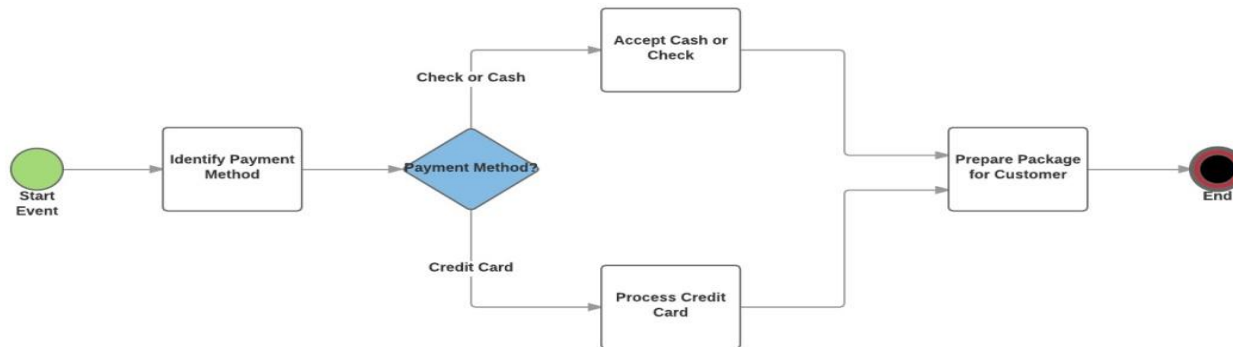 Accept Cash or
Check
Check or Cash
Identify Payment
Method
Payment Method?
Prepare Package
for Customer
Start
Event
End
Credit Card
Process Credit
Card